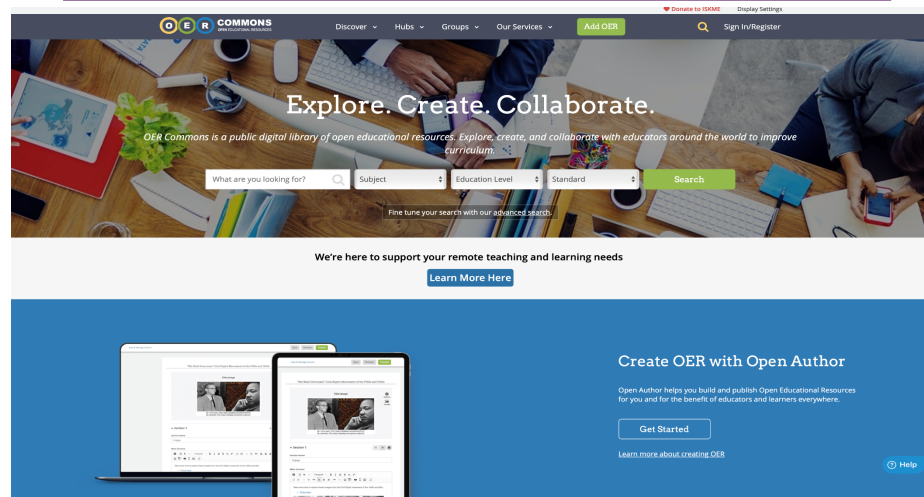 Donate to ISKME Display Settings
OER COMMONS
OPEN EDUCATIONAL RESOURCES
Discover Hubs Groups Our Services Add OER Sign In/Register
Explore. Create. Collaborate.
OER Commons is a public digital library of open educational resources. Explore, create, and collaborate with educators around the world to improve
curriculum.
What are you looking for? Subject Education Level Standard Search
Fine tune your search with our advanced search.
We're here to support your remote teaching and learning needs
Learn More Here
Create OER with Open Author
Open Author helps you build and publish Open Educational Resources
for you and for the benefit of educators and learners everywhere.
Get Started
Learn more about creating OER
Help
Section 1
Section 1